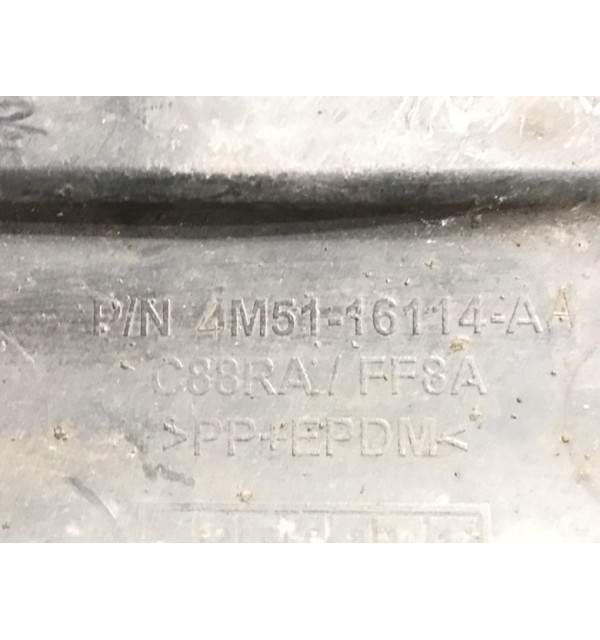 P/N 4M51-16114-AA
C88RA / FF8A
>PP+EPDM<